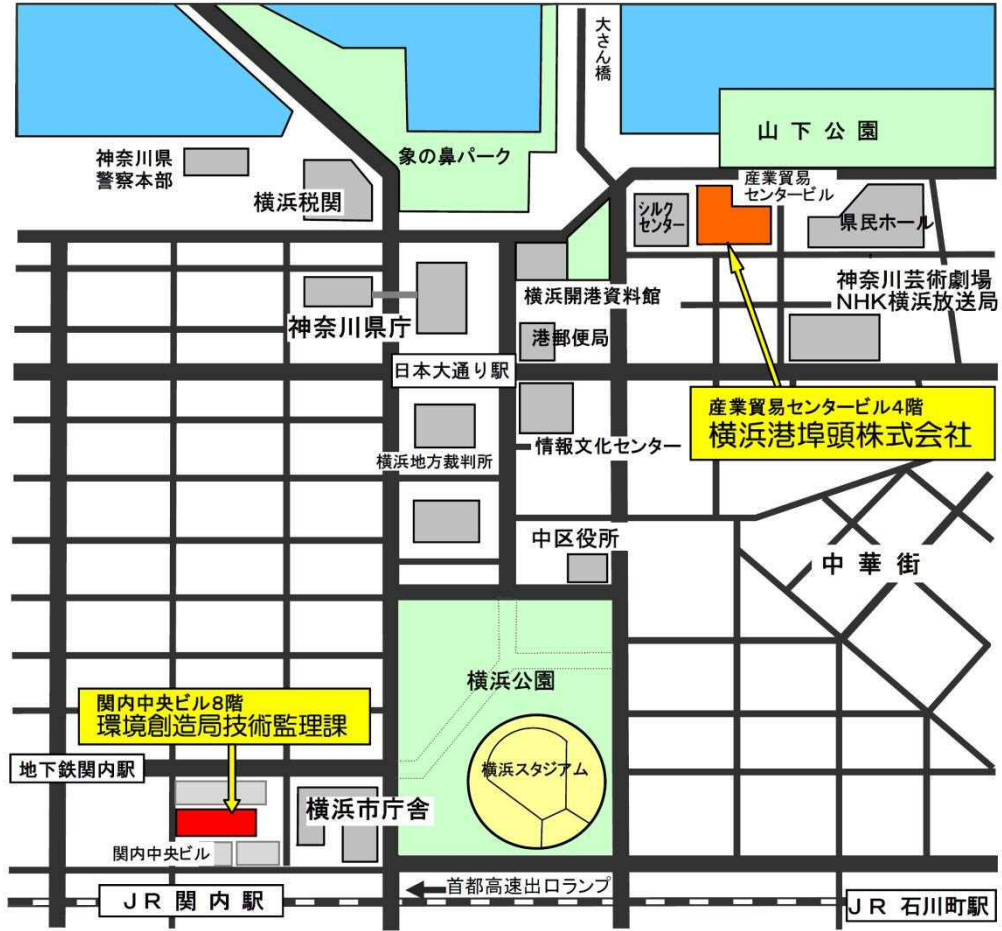 大さん橋
山下公園
神奈川県
警察本部
象の鼻パーク
産業貿易
センタービル
横浜税関
シルク
センター
県民ホール
横浜開港資料館
神奈川芸術劇場
NHK横浜放送局
神奈川県庁
港郵便局
日本大通り駅
産業貿易センタービル4階
横浜港埠頭株式会社
情報文化センター
横浜地方裁判所
中区役所
中華街
横浜公園
関内中央ビル8階
環境創造局技術監理課
地下鉄関内駅
横浜スタジアム
横浜市庁舎
関内中央ビル
首都高速出口ランプ
JR関内駅
JR 石川町駅